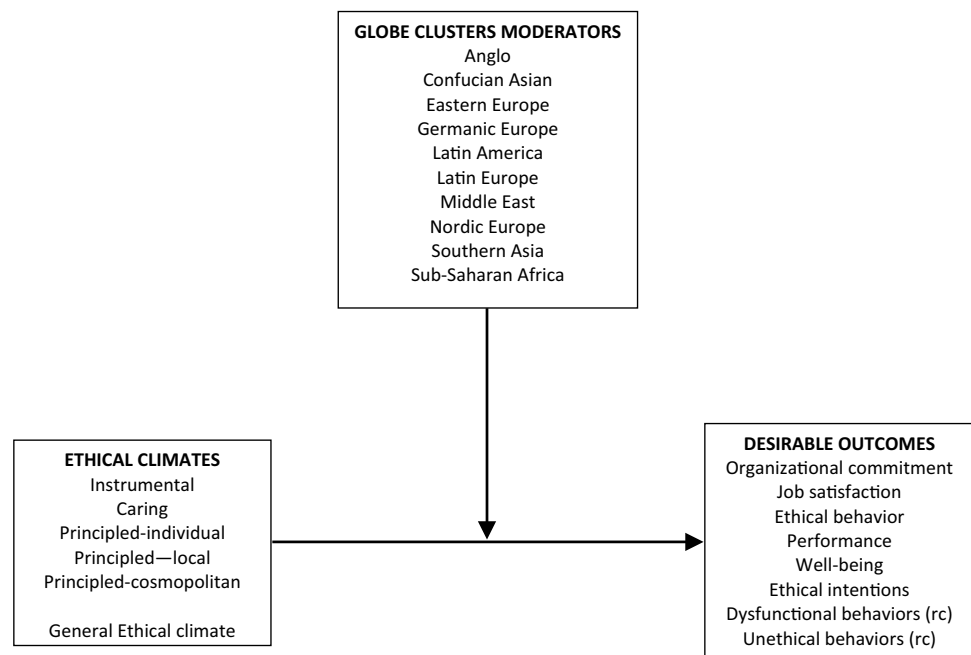 GLOBE CLUSTERS MODERATORS
Anglo
Confucian Asian
Eastern Europe
Germanic Europe
Latin America
Latin Europe
Middle East
Nordic Europe
Southern Asia
Sub-Saharan Africa
ETHICAL CLIMATES
Instrumental
Caring
Principled-individual
Principled—local
Principled-cosmopolitan
General Ethical climate
DESIRABLE OUTCOMES
Organizational commitment
Job satisfaction
Ethical behavior
Performance
Well-being
Ethical intentions
Dysfunctional behaviors (rc)
Unethical behaviors (rc)